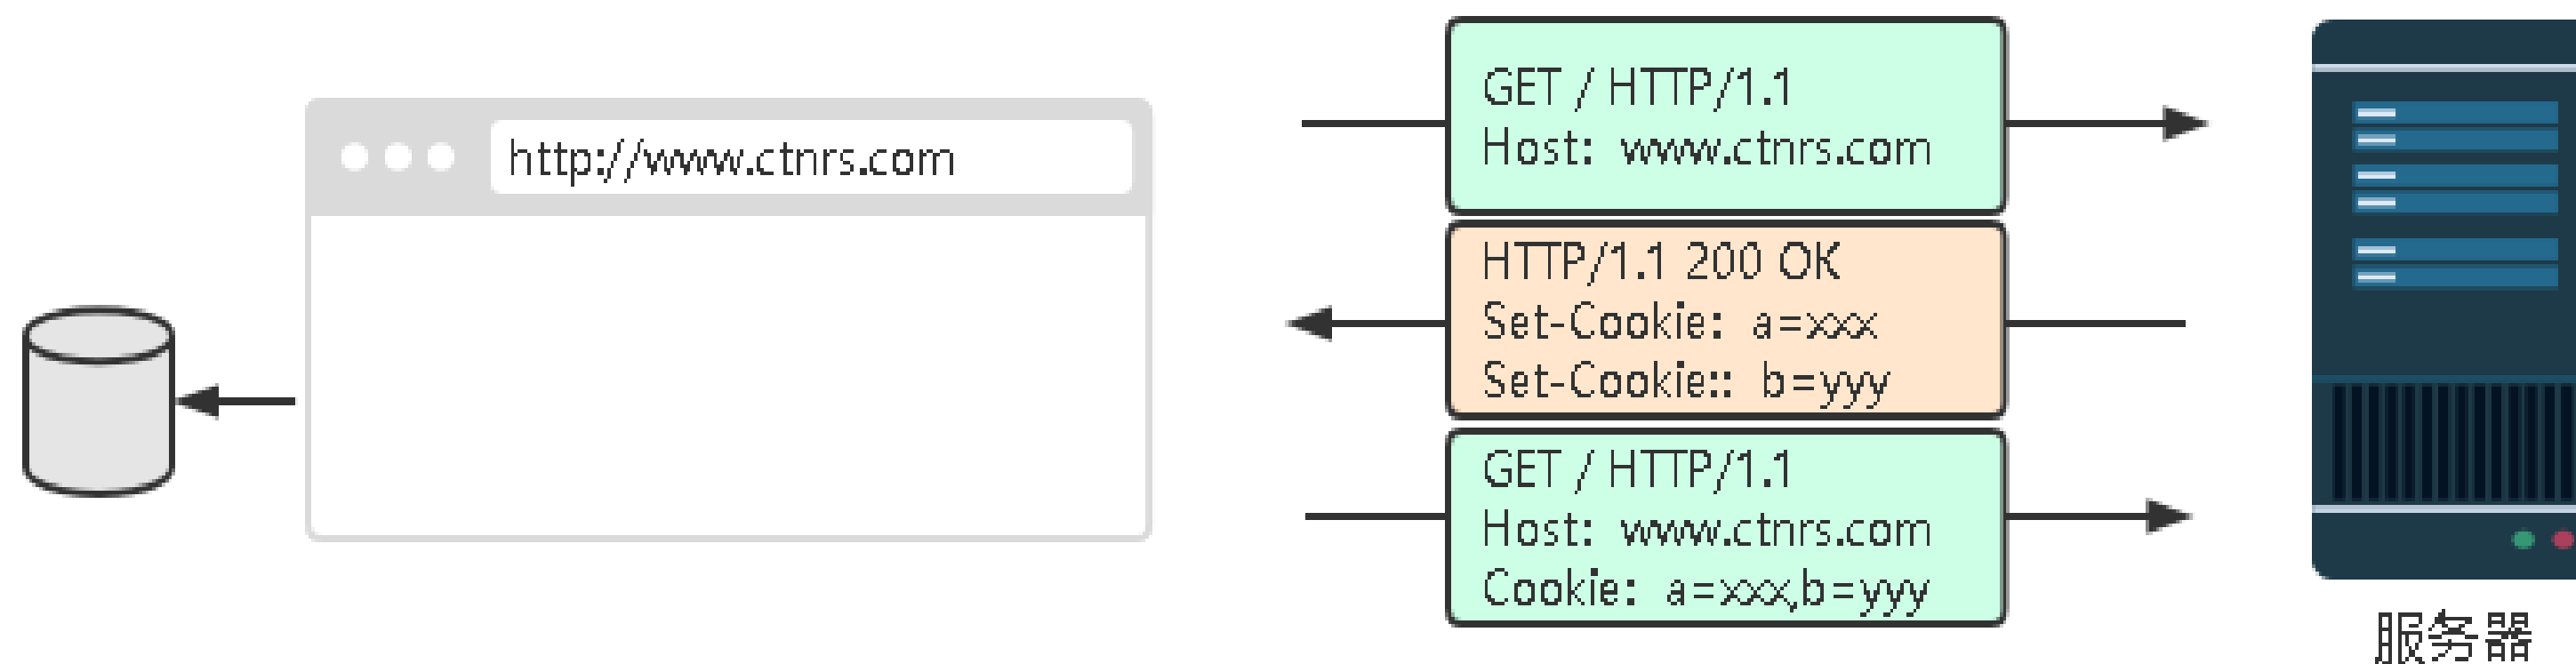 http://www.ctnrs.com
GET / HTTP/1.1
Host: www.ctnrs.com
HTTP/1.1 200 OK
Set-Cookie: a=xxx
Set-Cookie:: b=yyy
GET / HTTP/1.1
Host: www.ctnrs.com
Cookie: a=xxx,b=yyy
服务器